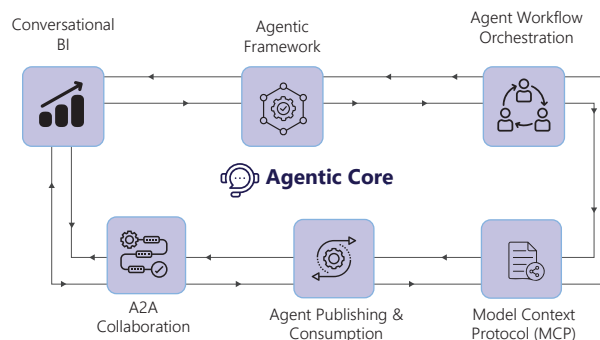 Conversational
BI
Agentic
Framework
Agent Workflow
Orchestration
Agentic Core
A2A
Collaboration
Agent Publishing &
Consumption
Model Context
Protocol (MCP)